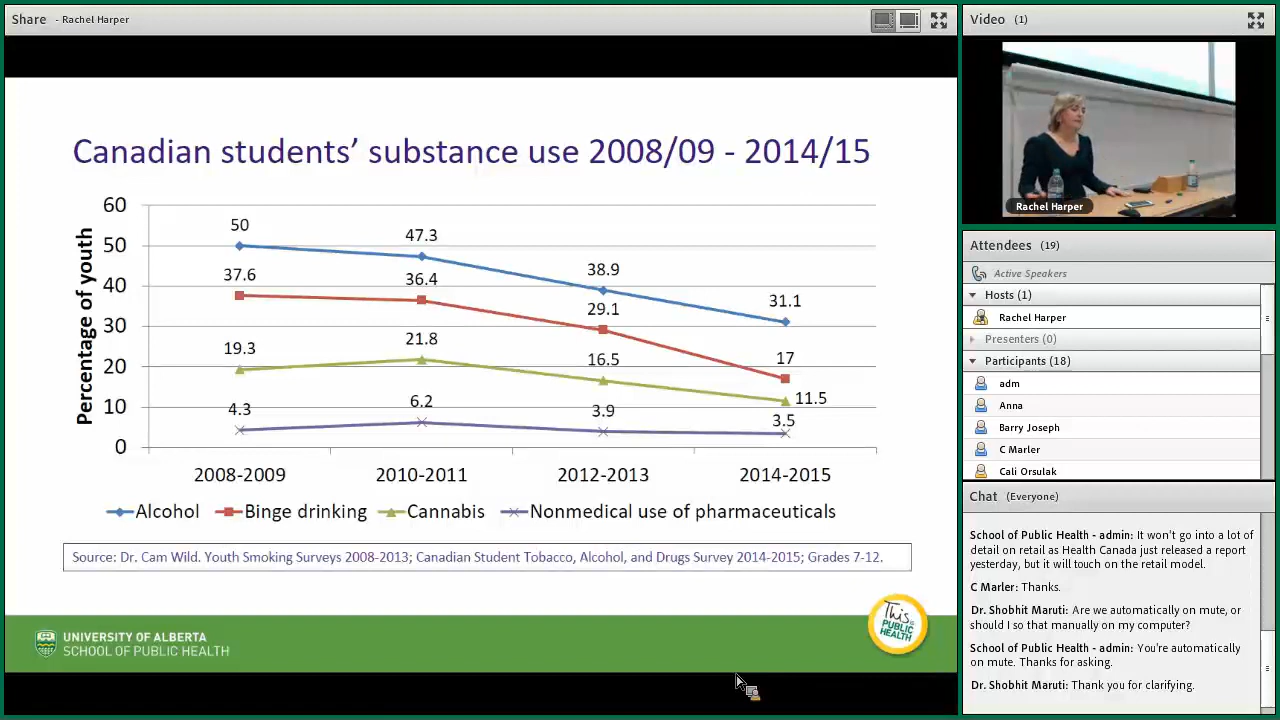 Share - Rachel Harper
Canadian students’ substance use 2008/09 - 2014/15
Percentage of youth
60
50
40
30
20
10
0
50
47.3
38.9
31.1
37.6
36.4
29.1
17
19.3
21.8
16.5
11.5
4.3
6.2
3.9
3.5
2008-2009
2010-2011
2012-2013
2014-2015
Alcohol
Binge drinking
Cannabis
Nonmedical use of pharmaceuticals
Source: Dr. Cam Wild. Youth Smoking Surveys 2008-2013; Canadian Student Tobacco, Alcohol, and Drugs Survey 2014-2015; Grades 7-12.
UNIVERSITY OF ALBERTA
SCHOOL OF PUBLIC HEALTH
This
is
PUBLIC
HEALTH
Video (1)
Rachel Harper
Attendees (19)
Active Speakers
Hosts (1)
Rachel Harper
Presenters (0)
Participants (18)
adm
Anna
Barry Joseph
C Marler
Cali Orsulak
Chat (Everyone)
School of Public Health - admin: It won't go into a lot of
detail on retail as Health Canada just released a report
yesterday, but it will touch on the retail model.
C Marler: Thanks.
Dr. Shobhit Maruti: Are we automatically on mute, or
should I so that manually on my computer?
School of Public Health - admin: You're automatically
on mute. Thanks for asking.
Dr. Shobhit Maruti: Thank you for clarifying.